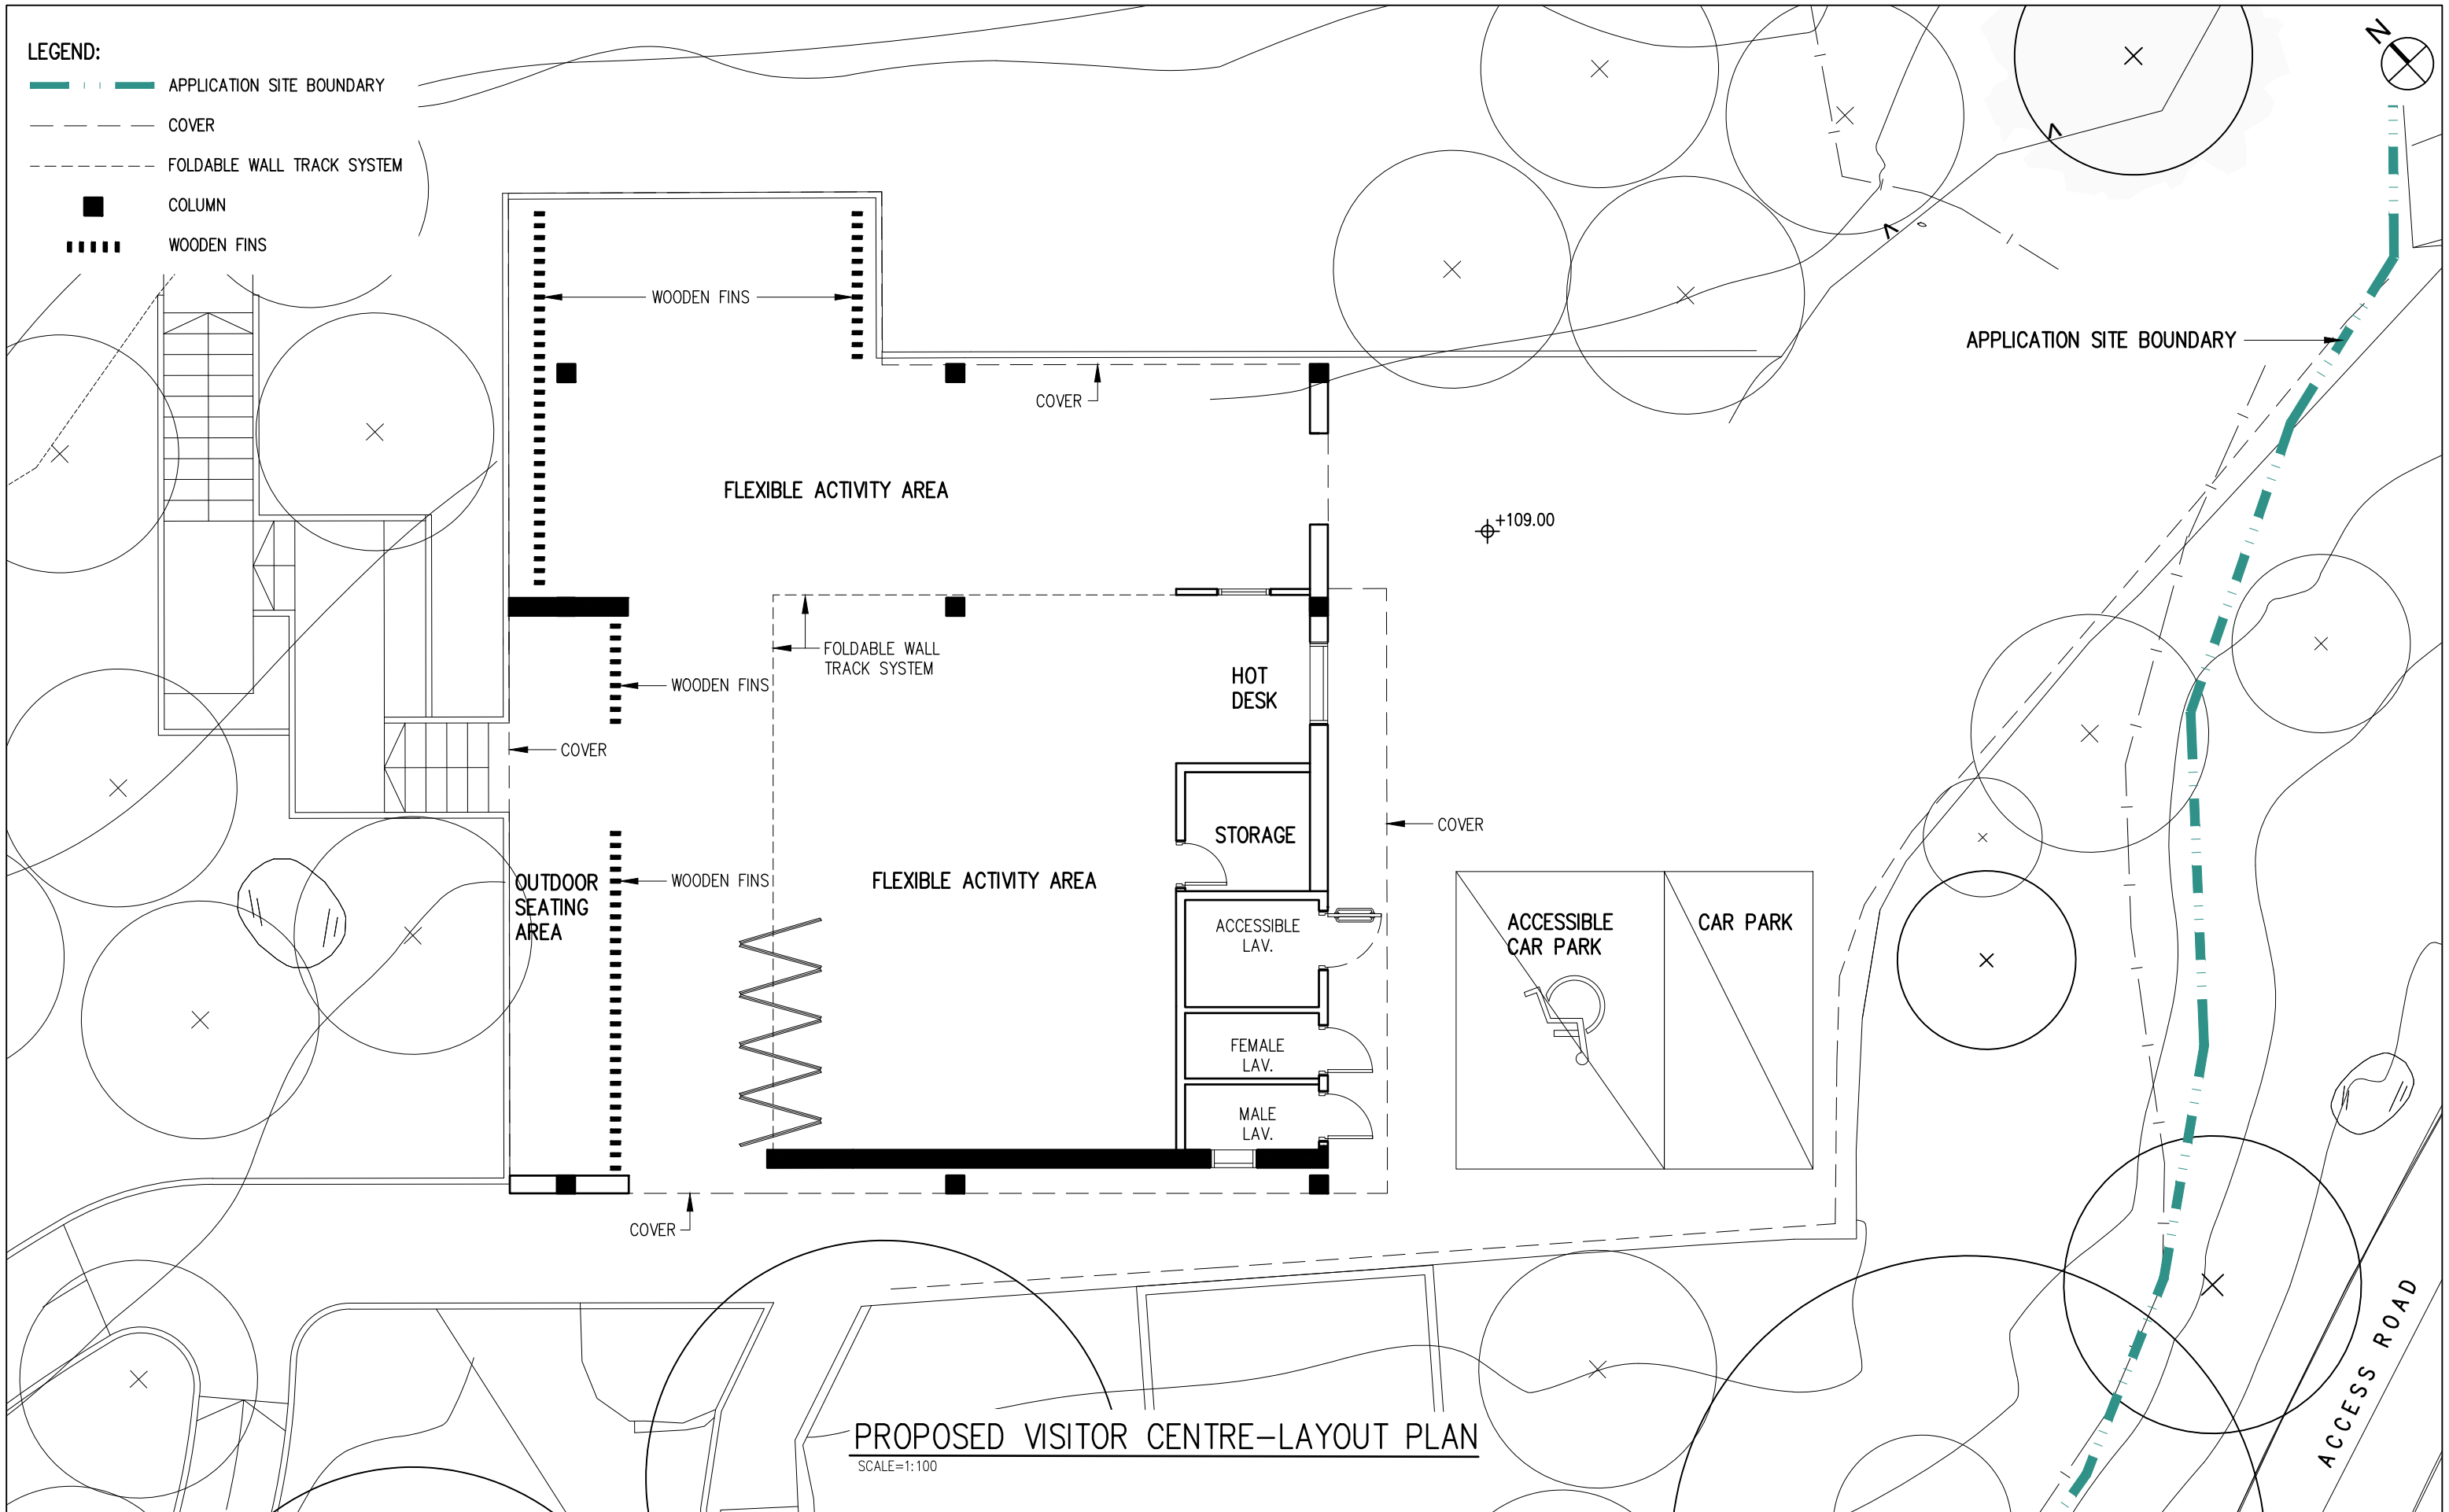 LEGEND:
APPLICATION SITE BOUNDARY
COVER
FOLDABLE WALL TRACK SYSTEM
COLUMN
WOODEN FINS
N
WOODEN FINS
APPLICATION SITE BOUNDARY
COVER
FLEXIBLE ACTIVITY AREA
+109.00
FOLDABLE WALL
TRACK SYSTEM
WOODEN FINS
HOT
DESK
COVER
STORAGE
COVER
OUTDOOR
SEATING
AREA
WOODEN FINS
FLEXIBLE ACTIVITY AREA
ACCESSIBLE
LAV.
ACCESSIBLE
CAR PARK
CAR PARK
FEMALE
LAV.
MALE
LAV.
COVER
ACCESS ROAD
PROPOSED VISITOR CENTRE-LAYOUT PLAN
SCALE=1:100